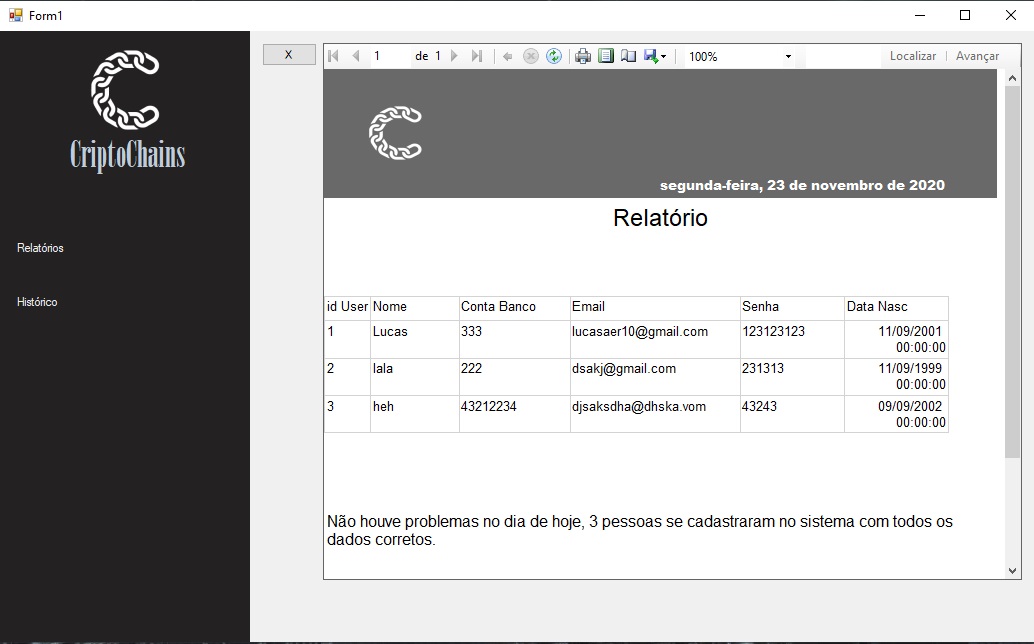 Form1
CriptoChains
Relatórios
Histórico
X
1 de 1 100% Localizar | Avançar
segunda-feira, 23 de novembro de 2020
Relatório
id User Nome Conta Banco Email Senha Data Nasc
1 Lucas 333 lucasaer10@gmail.com 123123123 11/09/2001
00:00:00
2 lala 222 dsakj@gmail.com 231313 11/09/1999
00:00:00
3 heh 43212234 djsaksdha@dhska.vom 43243 09/09/2002
00:00:00
Não houve problemas no dia de hoje, 3 pessoas se cadastraram no sistema com todos os
dados corretos.